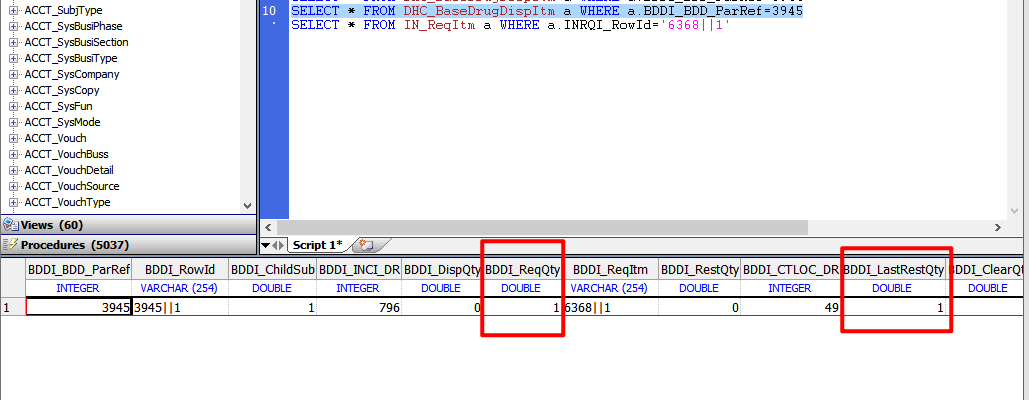 ACCT_SubjType
ACCT_SysBusiPhase
ACCT_SysBusiSection
ACCT_SysBusiType
ACCT_SysCompany
ACCT_SysCopy
ACCT_SysFun
ACCT_SysMode
ACCT_Vouch
ACCT_VouchBuss
ACCT_VouchDetail
ACCT_VouchSource
ACCT_VouchType
Views (60)
Procedures (5037)
10 SELECT * FROM DHC_BaseDrugDispItm a WHERE a.BDDI_BDD_ParRef=3945
SELECT * FROM IN_ReqItm a WHERE a.INRQI_RowId='6368||1'
Script 1*
BDDI_BDD_ParRef BDDI_RowId BDDI_ChildSub BDDI_INCI_DR BDDI_DispQty BDDI_ReqQty BDDI_ReqItm BDDI_RestQty BDDI_CTLOC_DR BDDI_LastRestQty BDDI_ClearQt
INTEGER VARCHAR (254) DOUBLE INTEGER DOUBLE DOUBLE VARCHAR (254) DOUBLE INTEGER DOUBLE DOUBLE
1 3945 3945||1 1 796 0 1 6368||1 0 49 1